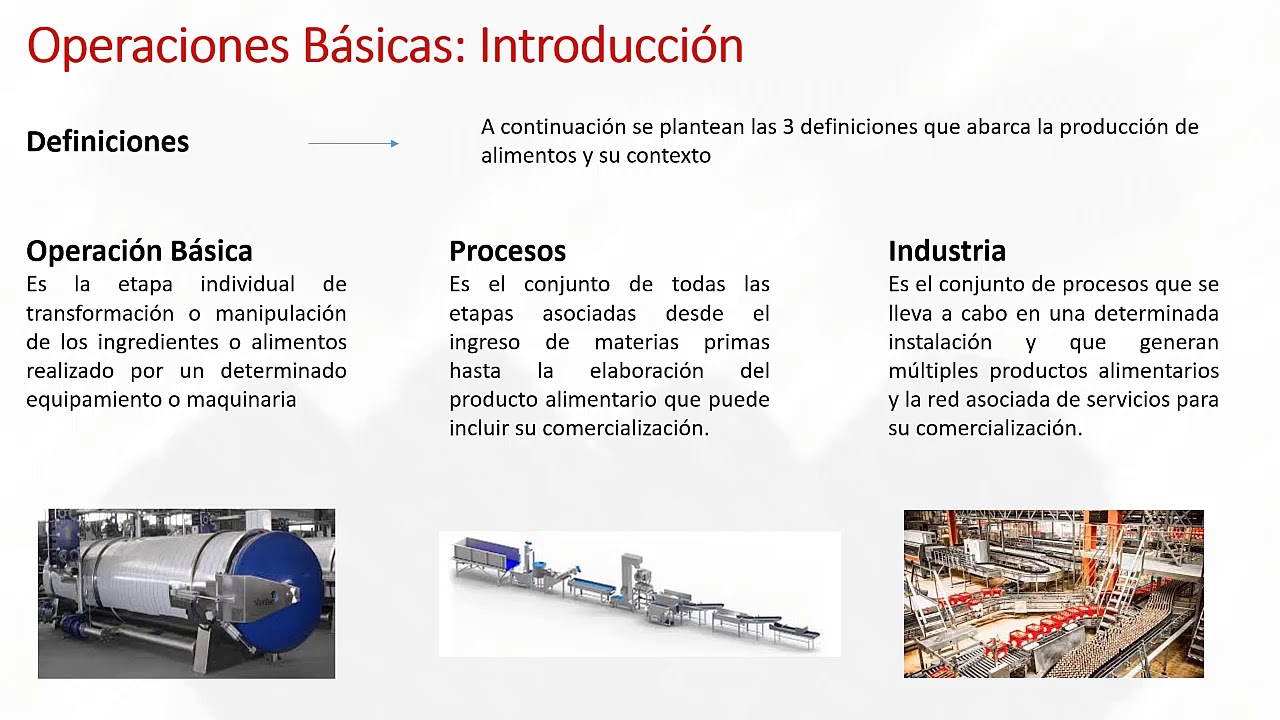 Operaciones Básicas: Introducción
Definiciones
A continuación se plantean las 3 definiciones que abarca la producción de
alimentos y su contexto
Operación Básica
Es la etapa individual de
transformación o manipulación
de los ingredientes o alimentos
realizado por un determinado
equipamiento o maquinaria
Procesos
Es el conjunto de todas las
etapas asociadas desde el
ingreso de materias primas
hasta la elaboración del
producto alimentario que puede
incluir su comercialización.
Industria
Es el conjunto de procesos que se
lleva a cabo en una determinada
instalación y que generan
múltiples productos alimentarios
y la red asociada de servicios para
su comercialización.